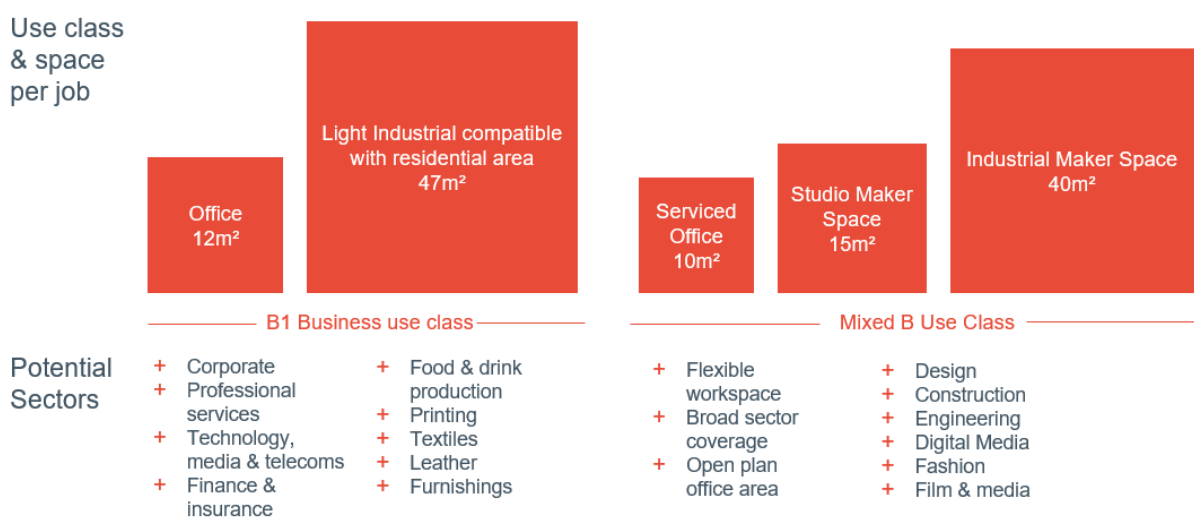 Use class
& space
per job
Office
12m²
Light Industrial compatible
with residential area
47m²
Serviced
Office
10m²
Studio Maker
Space
15m²
Industrial Maker Space
40m²
B1 Business use class
Mixed B Use Class
Potential
Sectors
+ Corporate
+ Professional
services
+ Technology,
media & telecoms
+ Finance &
insurance
+ Food & drink
production
+ Printing
+ Textiles
+ Leather
+ Furnishings
+ Flexible
workspace
+ Broad sector
coverage
+ Open plan
office area
+ Design
+ Construction
+ Engineering
+ Digital Media
+ Fashion
+ Film & media